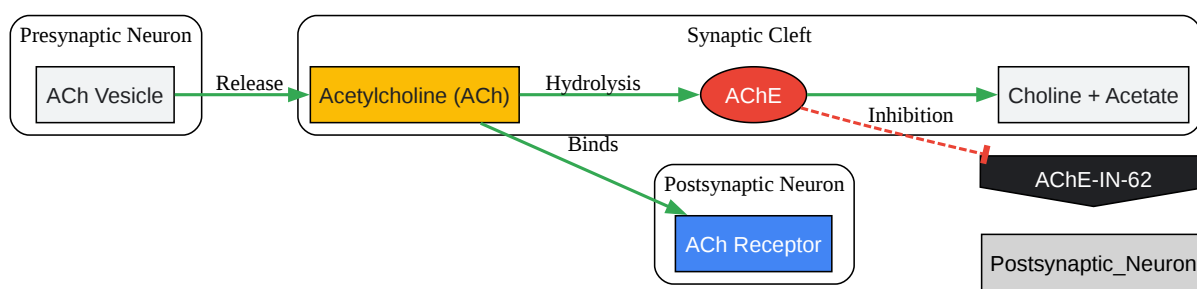 Presynaptic Neuron
Synaptic Cleft
ACh Vesicle
Release
Acetylcholine (ACh)
Hydrolysis
AChE
Choline + Acetate
Inhibition
Binds
Postsynaptic Neuron
AChE-IN-62
ACh Receptor
Postsynaptic_Neuron